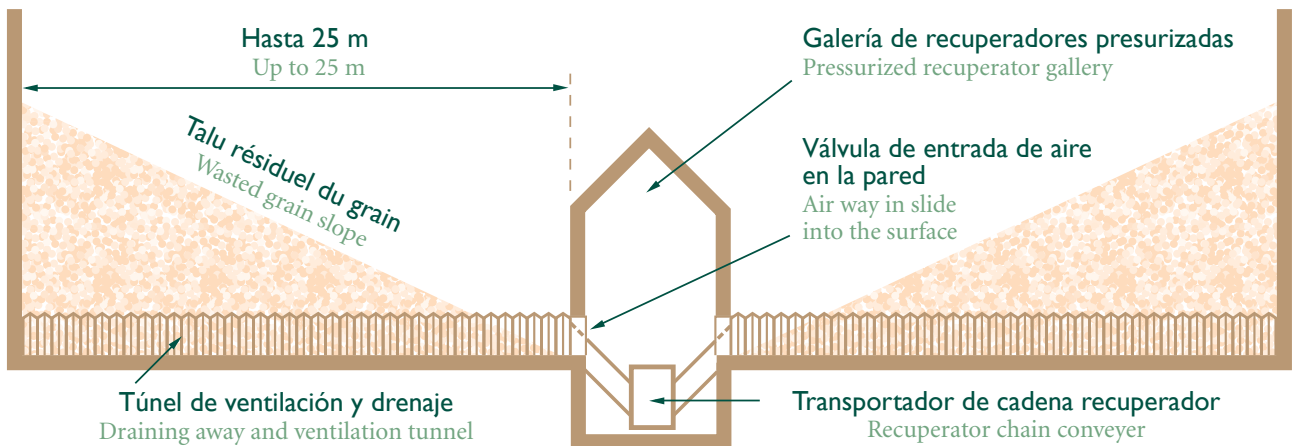 Hasta 25 m
Up to 25 m
Galería de recuperadores presurizadas
Pressurized recuperator gallery
Talu résiduel du grain
Wasted grain slope
Válvula de entrada de aire
en la pared
Air way in slide
into the surface
Túnel de ventilación y drenaje
Draining away and ventilation tunnel
Transportador de cadena recuperador
Recuperator chain conveyer